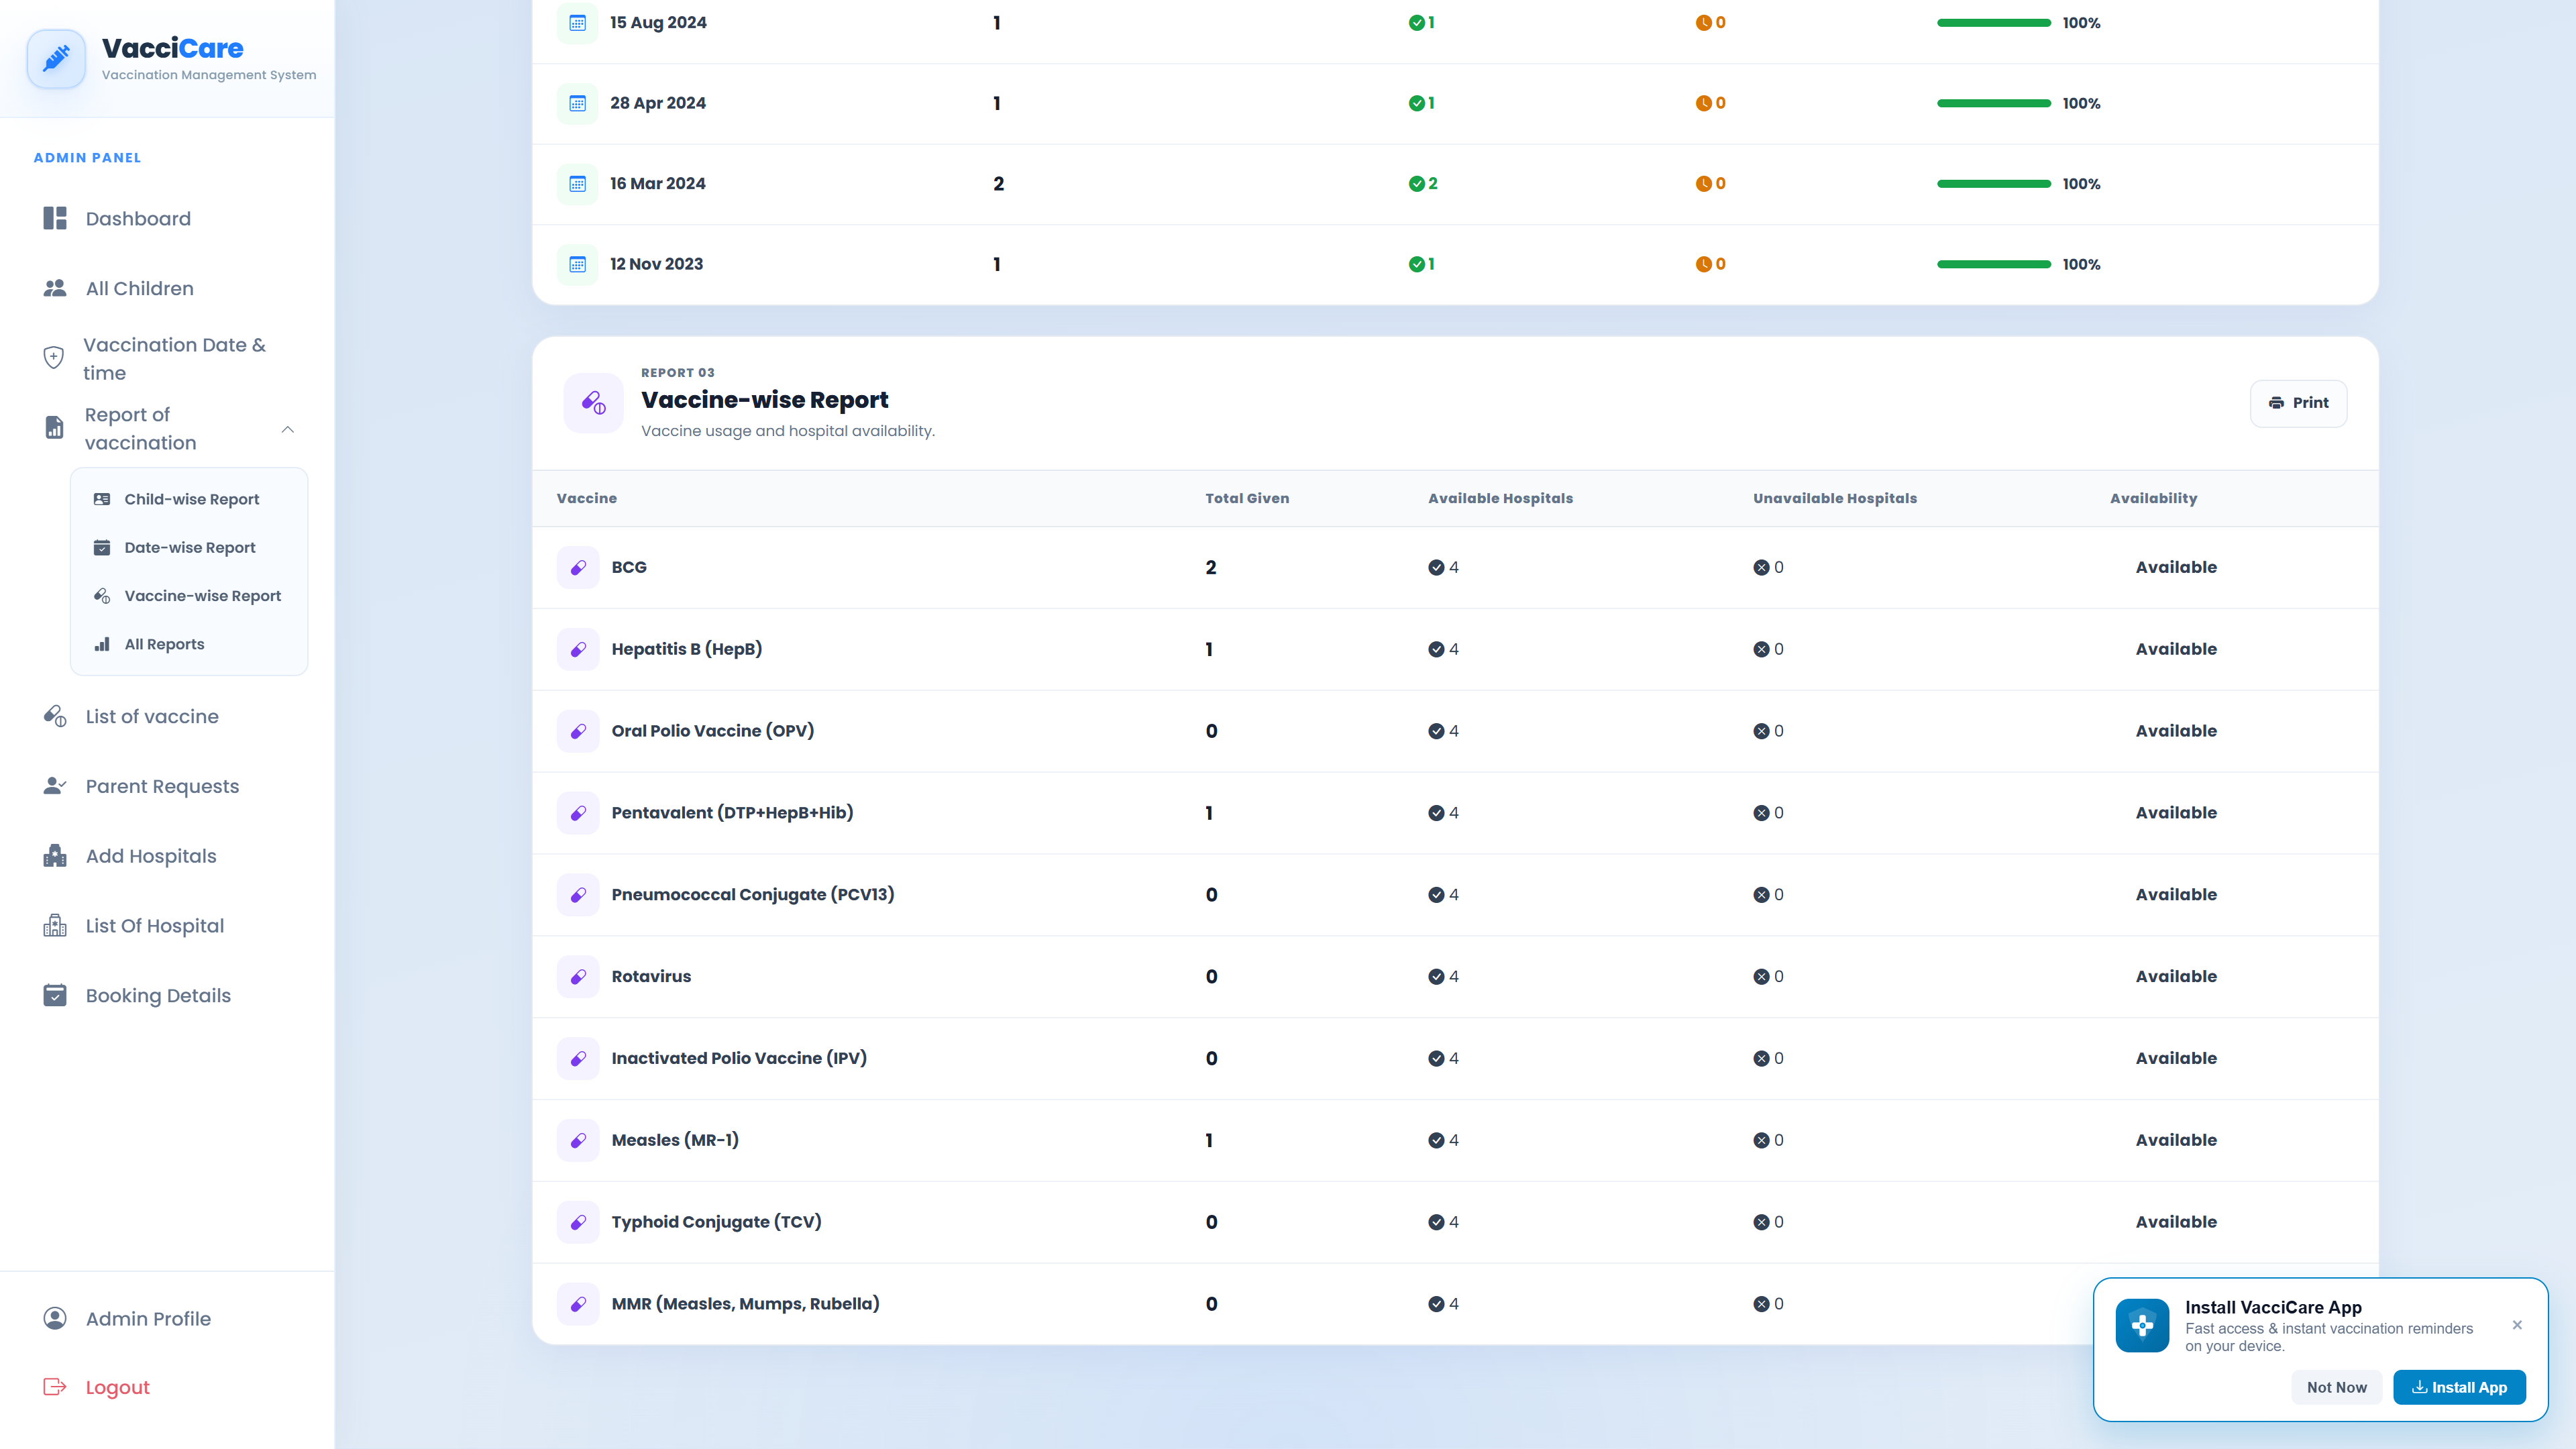 VacciCare
Vaccination Management System
ADMIN PANEL
Dashboard
All Children
Vaccination Date &
time
Report of
vaccination
Child-wise Report
Date-wise Report
Vaccine-wise Report
All Reports
List of vaccine
Parent Requests
Add Hospitals
List Of Hospital
Booking Details
Admin Profile
Logout
15 Aug 2024 1 1 0 100%
28 Apr 2024 1 1 0 100%
16 Mar 2024 2 2 0 100%
12 Nov 2023 1 1 0 100%
REPORT 03
Vaccine-wise Report
Vaccine usage and hospital availability.
Print
Vaccine Total Given Available Hospitals Unavailable Hospitals Availability
BCG 2 4 0 Available
Hepatitis B (HepB) 1 4 0 Available
Oral Polio Vaccine (OPV) 0 4 0 Available
Pentavalent (DTP+HepB+Hib) 1 4 0 Available
Pneumococcal Conjugate (PCV13) 0 4 0 Available
Rotavirus 0 4 0 Available
Inactivated Polio Vaccine (IPV) 0 4 0 Available
Measles (MR-1) 1 4 0 Available
Typhoid Conjugate (TCV) 0 4 0 Available
MMR (Measles, Mumps, Rubella) 0 4 0
Install VacciCare App
Fast access & instant vaccination reminders
on your device.
Not Now
Install App